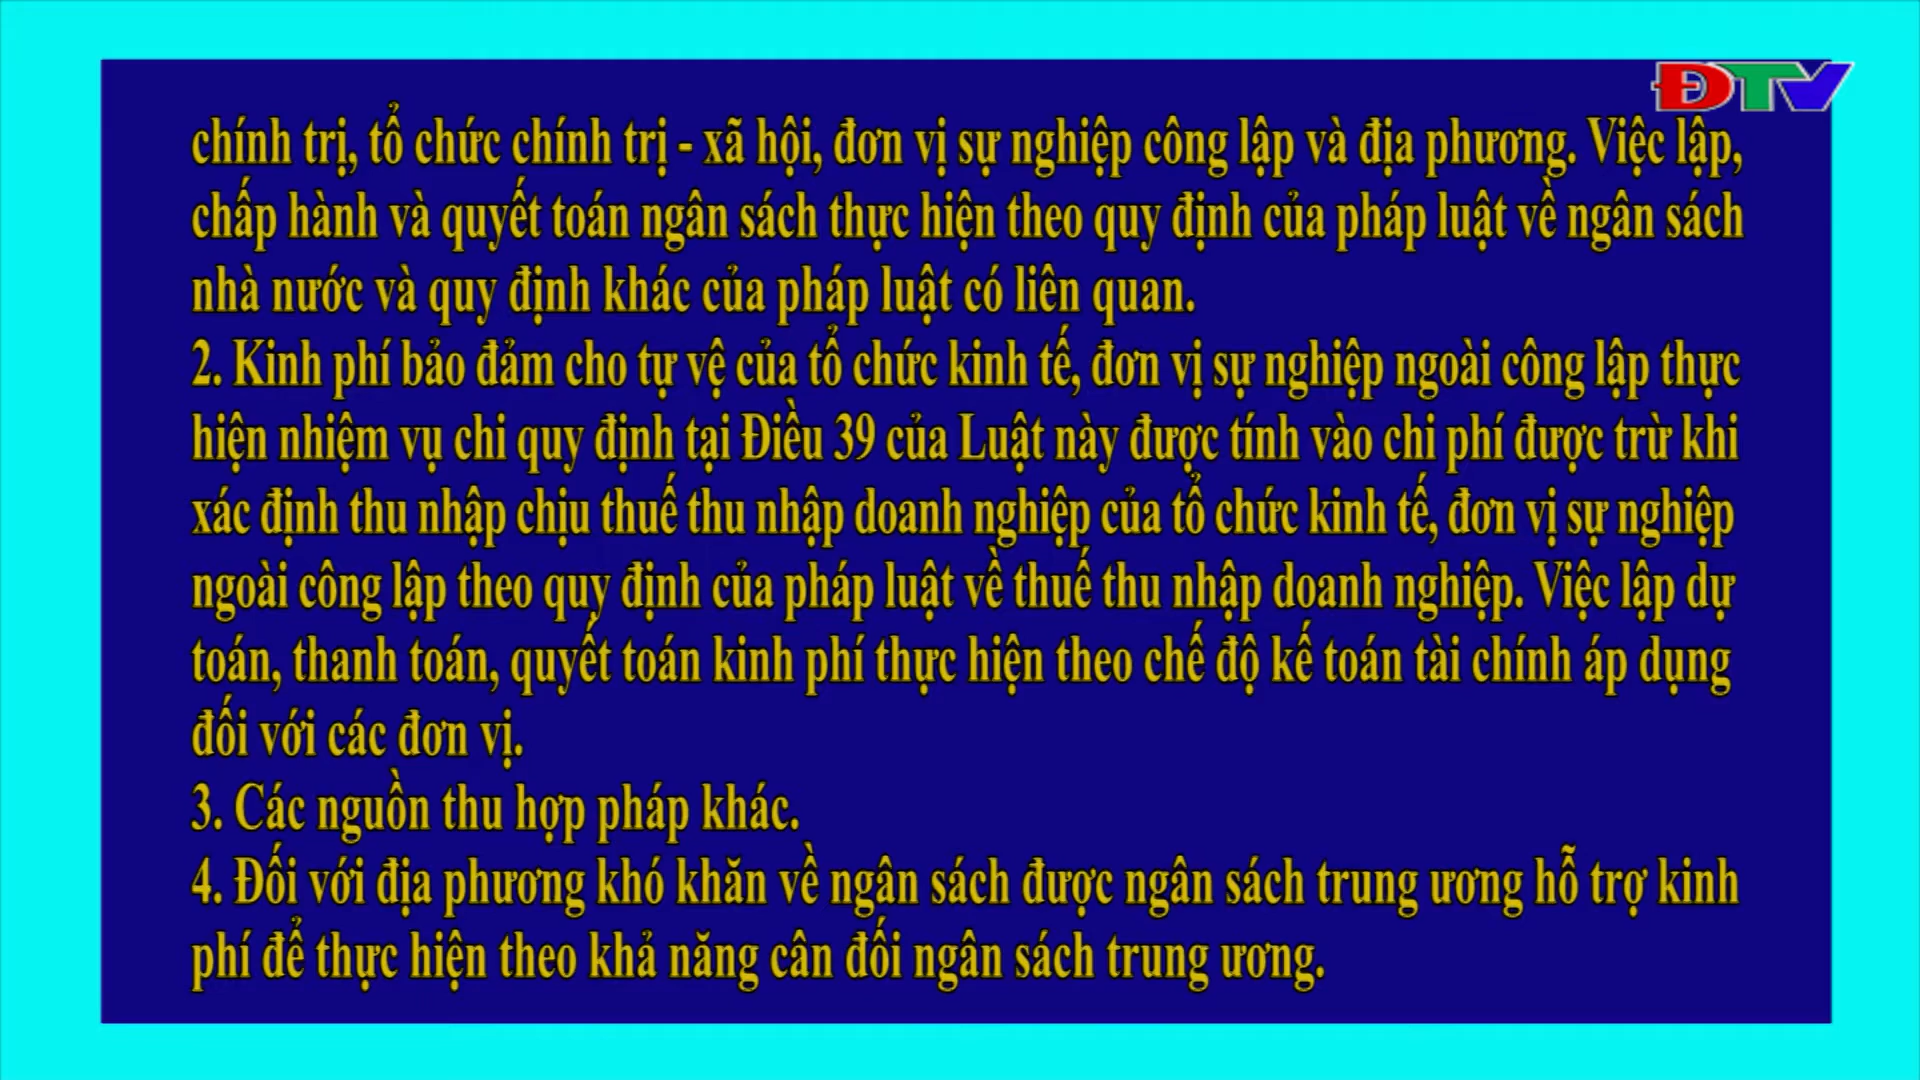 ĐTV
chính trị, tổ chức chính trị - xã hội, đơn vị sự nghiệp công lập và địa phương. Việc lập,
chấp hành và quyết toán ngân sách thực hiện theo quy định của pháp luật về ngân sách
nhà nước và quy định khác của pháp luật có liên quan.
2. Kinh phí bảo đảm cho tự vệ của tổ chức kinh tế, đơn vị sự nghiệp ngoài công lập thực
hiện nhiệm vụ chi quy định tại Điều 39 của Luật này được tính vào chi phí được trừ khi
xác định thu nhập chịu thuế thu nhập doanh nghiệp của tổ chức kinh tế, đơn vị sự nghiệp
ngoài công lập theo quy định của pháp luật về thuế thu nhập doanh nghiệp. Việc lập dự
toán, thanh toán, quyết toán kinh phí thực hiện theo chế độ kế toán tài chính áp dụng
đối với các đơn vị.
3. Các nguồn thu hợp pháp khác.
4. Đối với địa phương khó khăn về ngân sách được ngân sách trung ương hỗ trợ kinh
phí để thực hiện theo khả năng cân đối ngân sách trung ương.